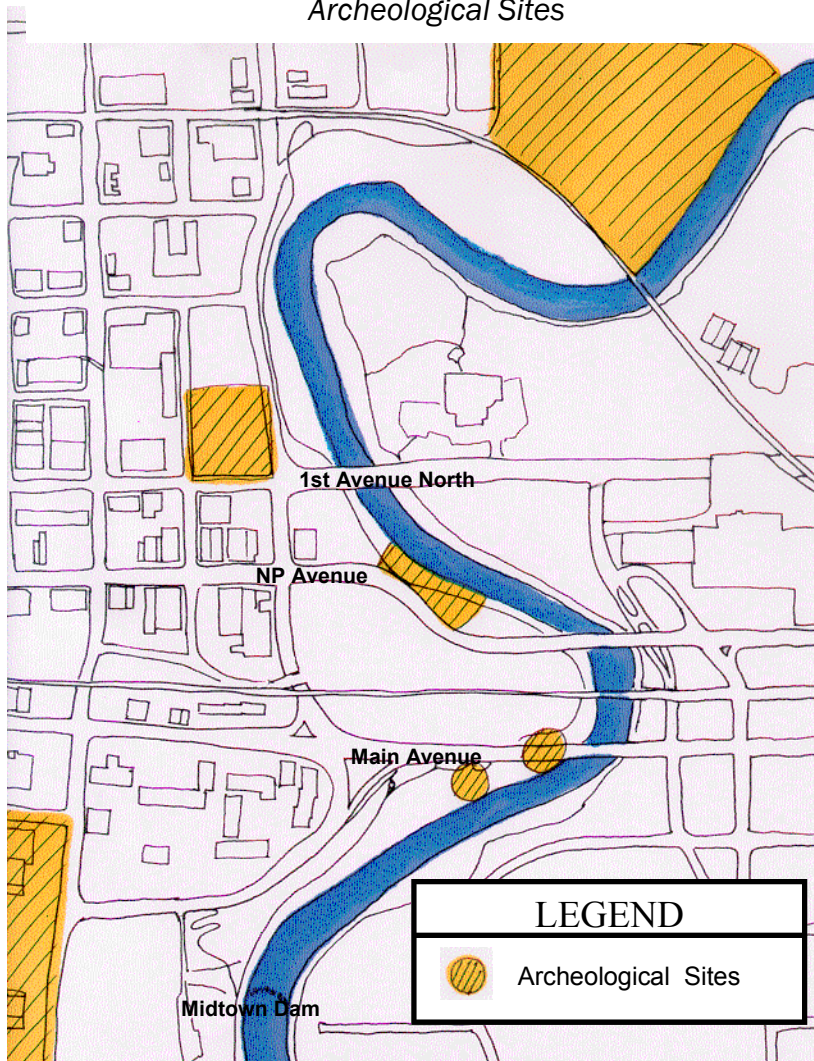 Archeological Sites
1st Avenue North
NP Avenue
Main Avenue
Midtown Dam
LEGEND
Archeological Sites